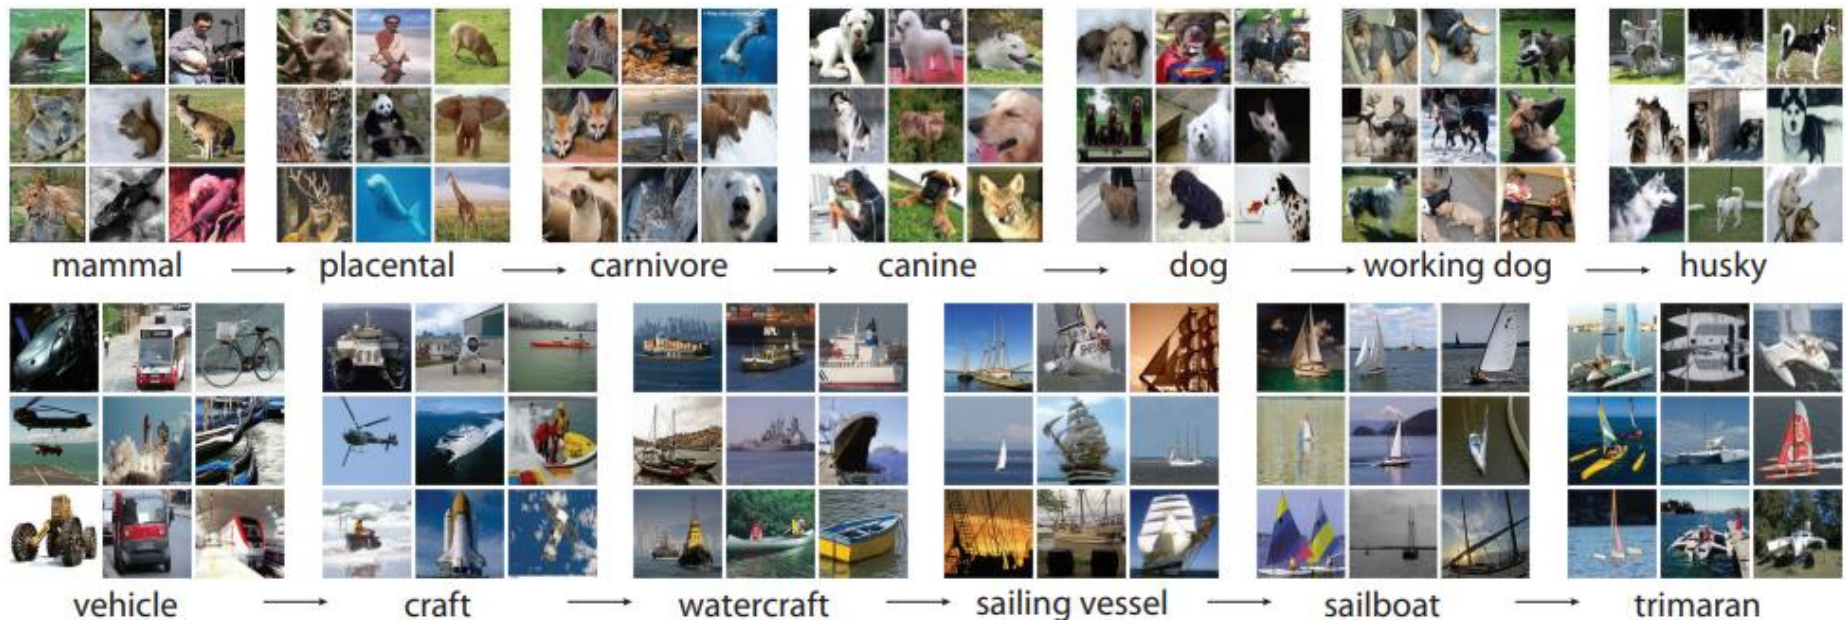 mammal → placental → carnivore → canine → dog → working dog → husky
vehicle → craft → watercraft → sailing vessel → sailboat → trimaran